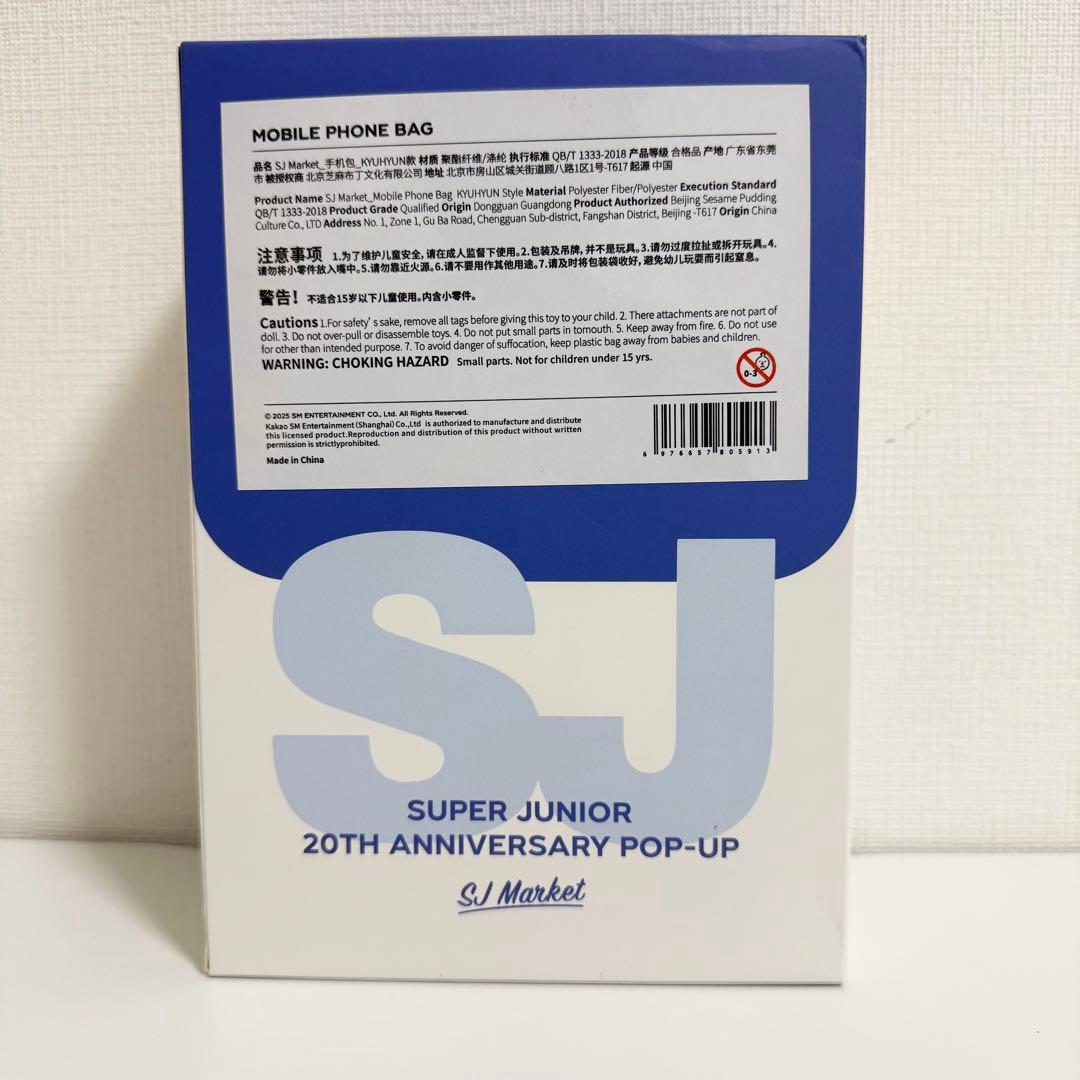 MOBILE PHONE BAG
品名 SJ Market_手机包_KYUHYUN款 材质 聚酯纤维/涤纶 执行标准 QB/T 1333-2018 产品等级 合格品 产地 广东省东莞
市 被授权商 北京芝麻布丁文化有限公司 地址 北京市房山区城关街道顾八路1区1号-T617 起源 中国
Product Name SJ Market_Mobile Phone Bag KYUHYUN Style Material Polyester Fiber/Polyester Execution Standard
QB/T 1333-2018 Product Grade Qualified Origin Dongguan Guangdong Product Authorized Beijing Sesame Pudding
Culture Co., LTD Address No. 1, Zone 1, Gu Ba Road, Chengguan Sub-district, Fangshan District, Beijing -T617 Origin China
注意事项 1.为了维护儿童安全,请在成人监督下使用。2.包装及吊牌,并不是玩具。3.请勿过度拉扯或拆开玩具。4.
请勿将小零件放入嘴中。5.请勿靠近火源。6.请不要用作其他用途。7.请及时将包装袋收好,避免幼儿玩耍而引起窒息。
警告! 不适合15岁以下儿童使用。内含小零件。
Cautions 1.For safety's sake, remove all tags before giving this toy to your child. 2. There attachments are not part of
doll. 3. Do not over-pull or disassemble toys. 4. Do not put small parts in tomouth. 5. Keep away from fire. 6. Do not use
for other than intended purpose. 7. To avoid danger of suffocation, keep plastic bag away from babies and children.
WARNING: CHOKING HAZARD Small parts. Not for children under 15 yrs.
0-3
© 2025 SM ENTERTAINMENT CO., Ltd. All Rights Reserved.
Kakao SM Entertainment (Shanghai) Co.,Ltd is authorized to manufacture and distribute
this licensed product.Reproduction and distribution of this product without written
permission is strictlyprohibited.
Made in China
6 976657 805913
SJ
SUPER JUNIOR
20TH ANNIVERSARY POP-UP
SJ Market